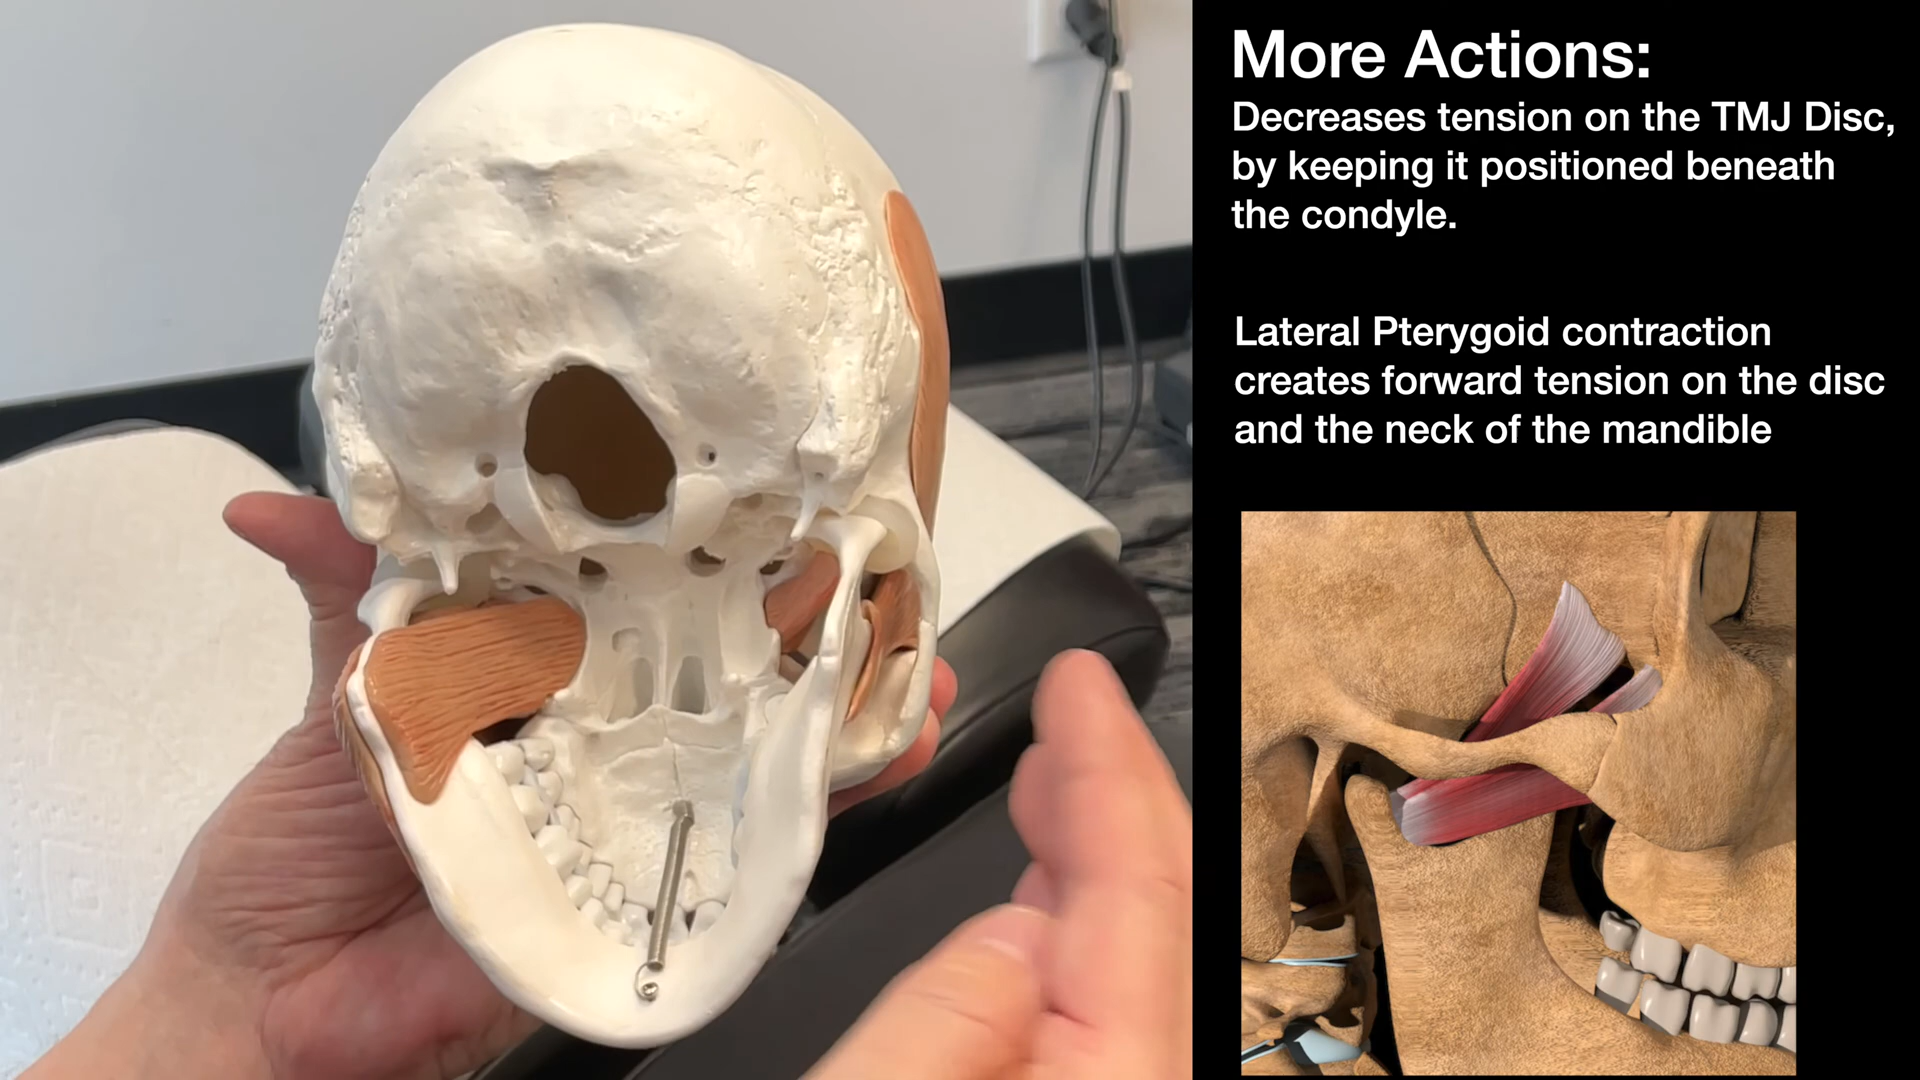 More Actions:
Decreases tension on the TMJ Disc,
by keeping it positioned beneath
the condyle.
Lateral Pterygoid contraction
creates forward tension on the disc
and the neck of the mandible